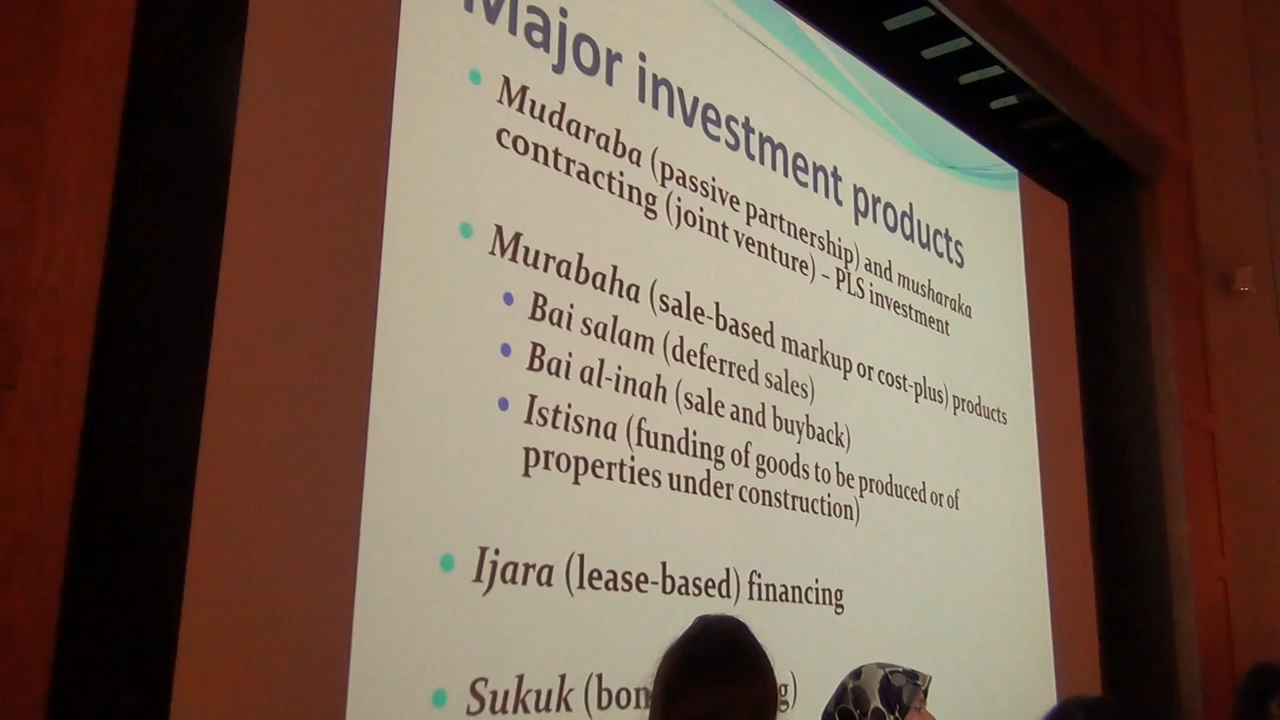 Major investment products
• Mudaraba (passive partnership) and musharaka
contracting (joint venture) – PLS investment
• Murabaha (sale-based markup or cost-plus) products
• Bai salam (deferred sales)
• Bai al-inah (sale and buyback)
• Istisna (funding of goods to be produced or of
properties under construction)
• Ijara (lease-based) financing
• Sukuk